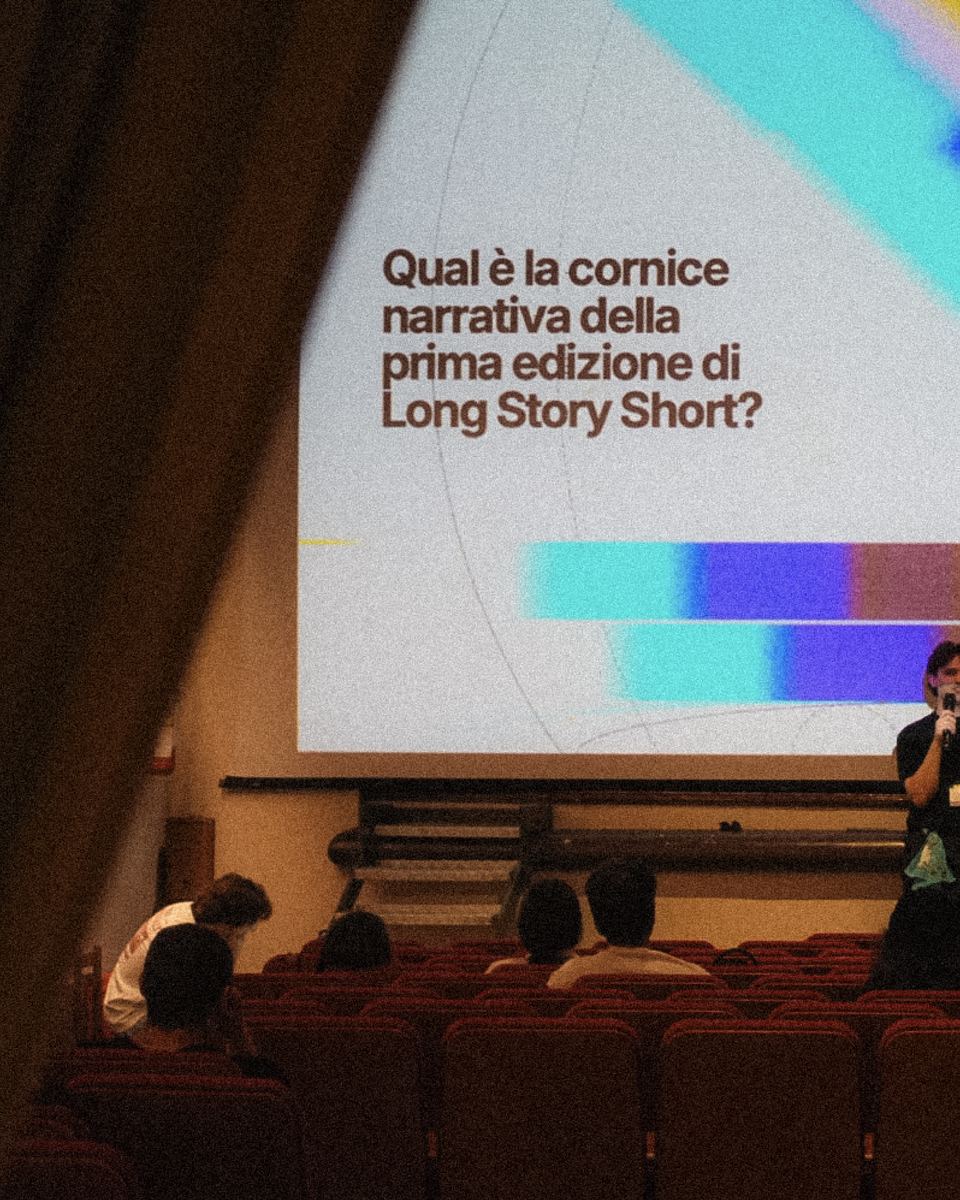 Qual è la cornice
narrativa della
prima edizione di
Long Story Short?